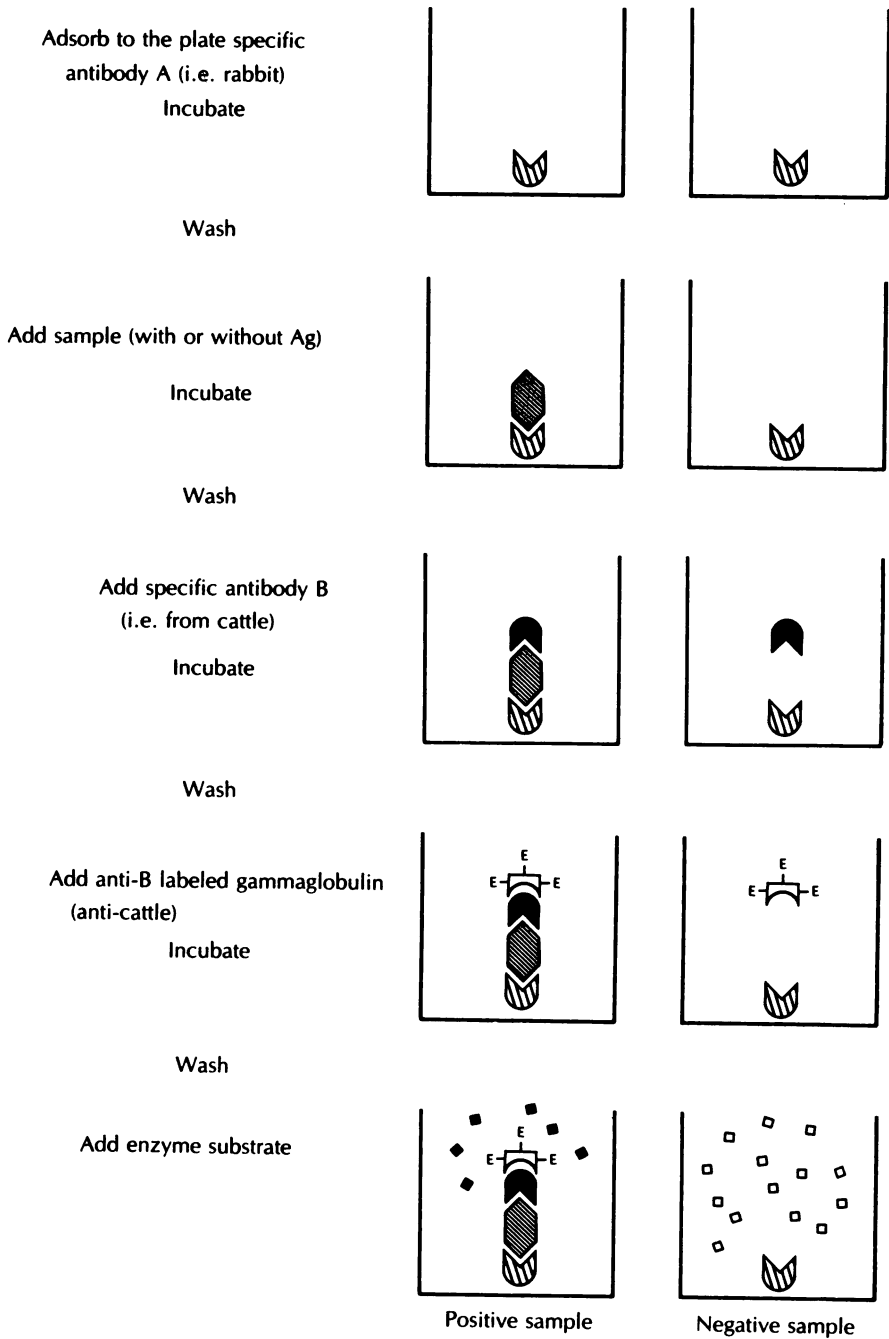 Adsorb to the plate specific
antibody A (i.e. rabbit)
Incubate
Wash
Add sample (with or without Ag)
Incubate
Wash
Add specific antibody B
(i.e. from cattle)
Incubate
Wash
Add anti-B labeled gammaglobulin
(anti-cattle)
Incubate
E
E E
E
E E
Wash
Add enzyme substrate
E
E E
Positive sample
Negative sample